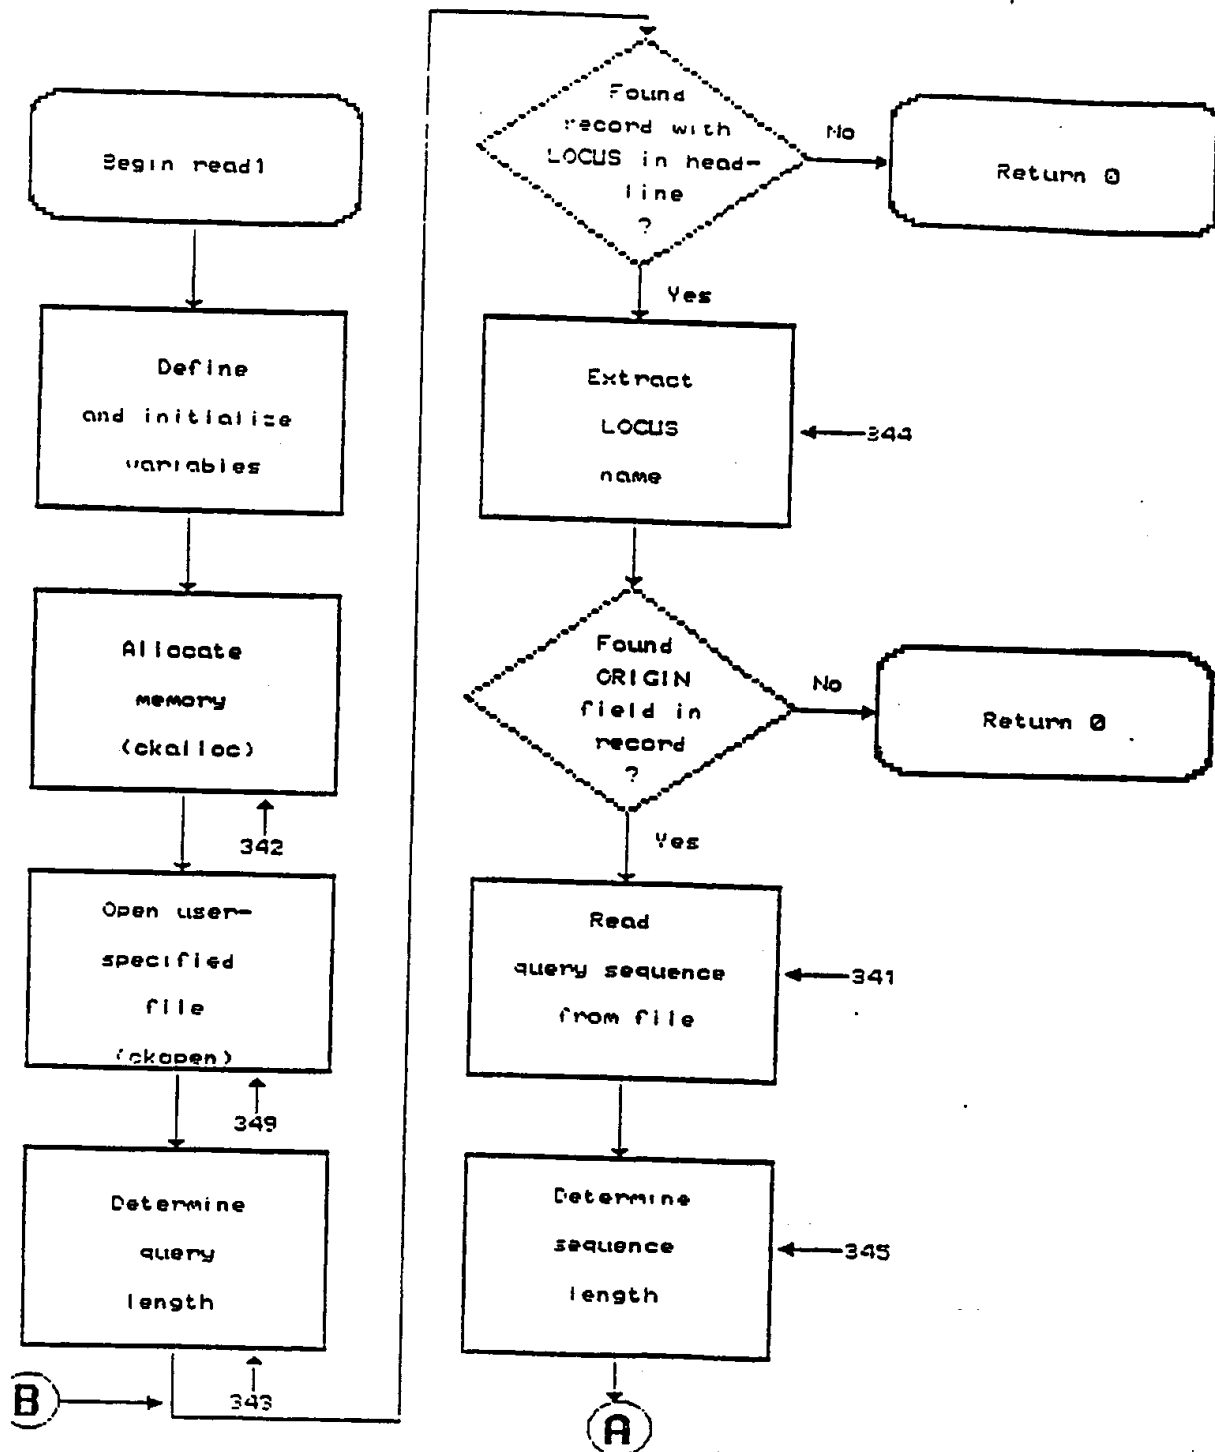 Begin read1
Define
and initialize
variables
Allocate
memory
(ckalloc)
342
Open user-
specified
file
(ckopen)
349
Determine
query
length
343
B
Found
record with
LOCUS in head-
line
?
No
Return 0
Yes
Extract
LOCUS
name
344
Found
ORIGIN
field in
record
?
No
Return 0
Yes
Read
query sequence
from file
341
Determine
sequence
length
345
A